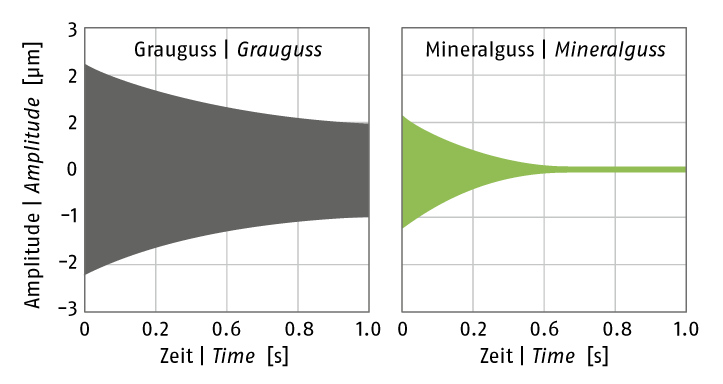 Grauguss | Grauguss
Mineralguss | Mineralguss
Amplitude | Amplitude [µm]
3
2
2
0
–1
–2
–3
0 0.2 0.6 0.8 1.0
0 0.2 0.6 0.8 1.0
Zeit | Time [s]
Zeit | Time [s]